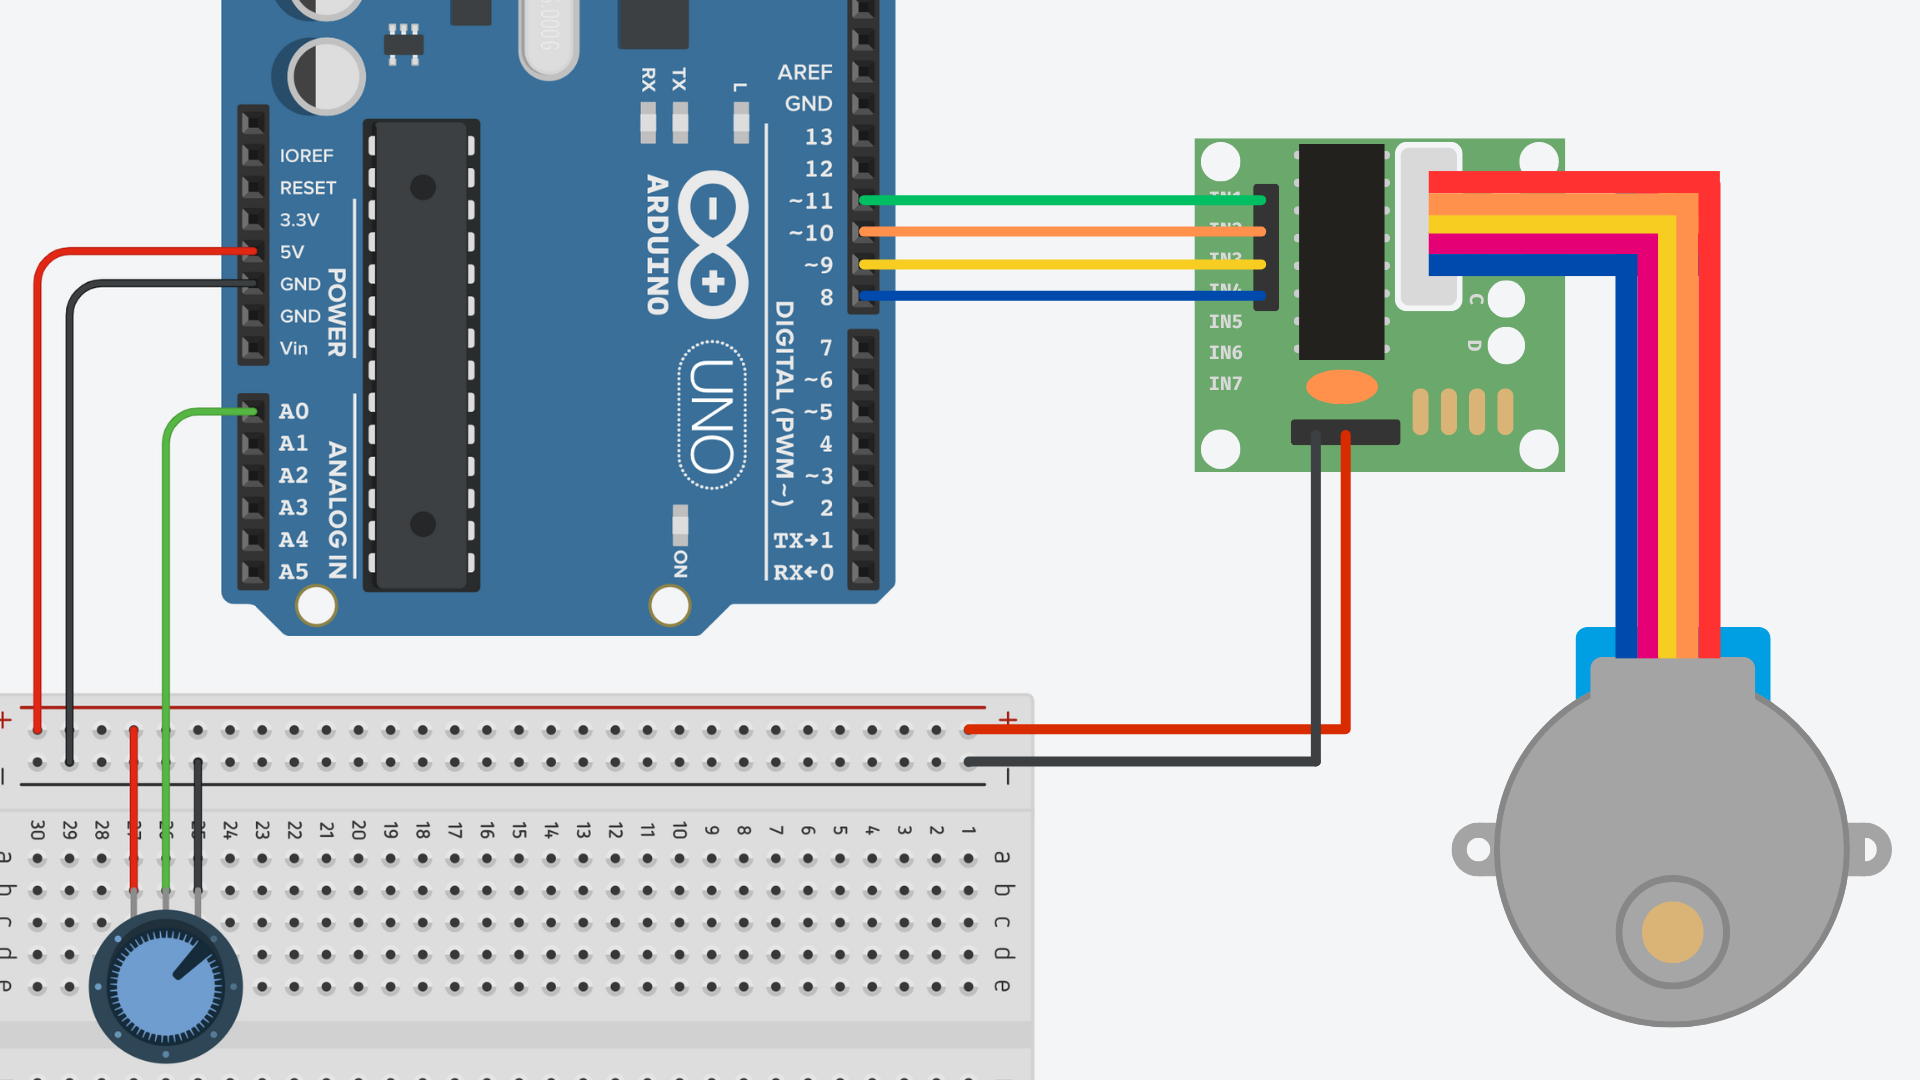 RX TX L
AREF
GND
13
12
~11
~10
~9
8
7
~6
~5
4
~3
2
TX→1
RX←0
DIGITAL (PWM ~)
IOREF
RESET
3.3V
5V
GND
GND
Vin
POWER
A0
A1
A2
A3
A4
A5
ANALOG IN
ARDUINO
- +
UNO
ON
IN5
IN6
IN7
C
D
+ +
– –
30 29 28 24 23 22 21 20 19 18 17 16 15 14 13 12 11 10 9 8 7 6 5 4 3 2 1
a a
b b
c c
d d
e e